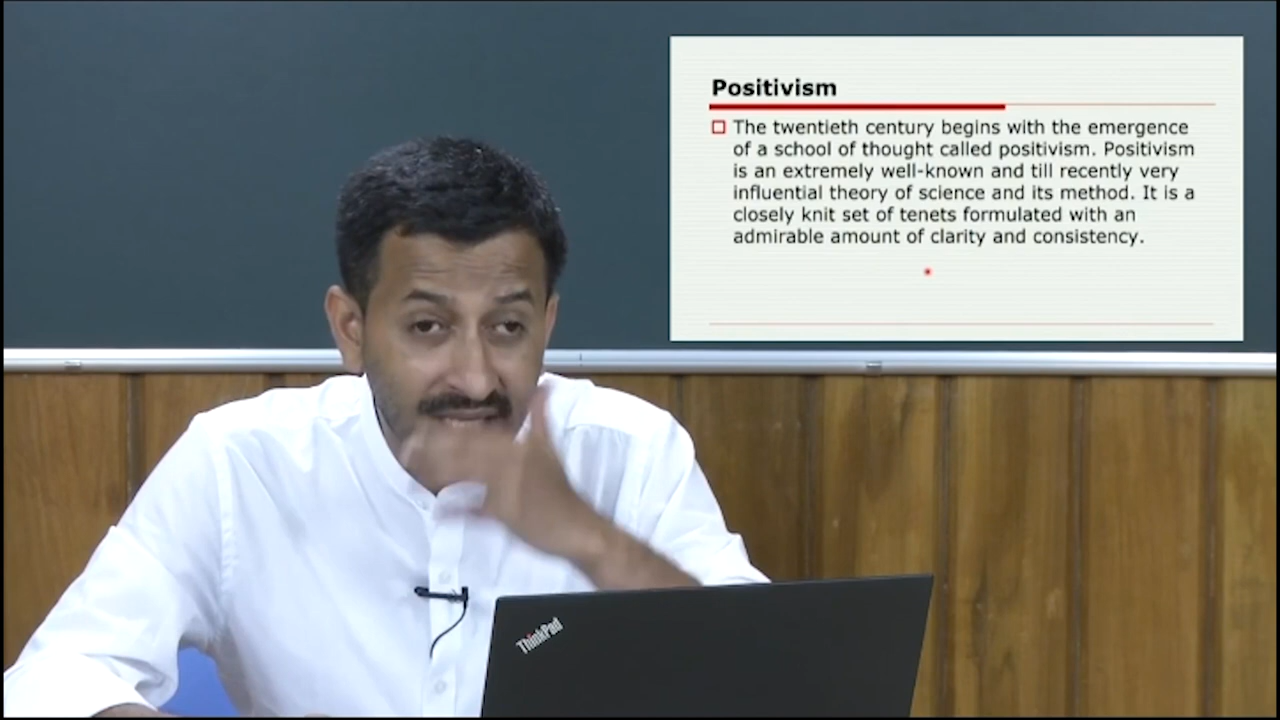 Positivism
The twentieth century begins with the emergence
of a school of thought called positivism. Positivism
is an extremely well-known and till recently very
influential theory of science and its method. It is a
closely knit set of tenets formulated with an
admirable amount of clarity and consistency.
ThinkPad